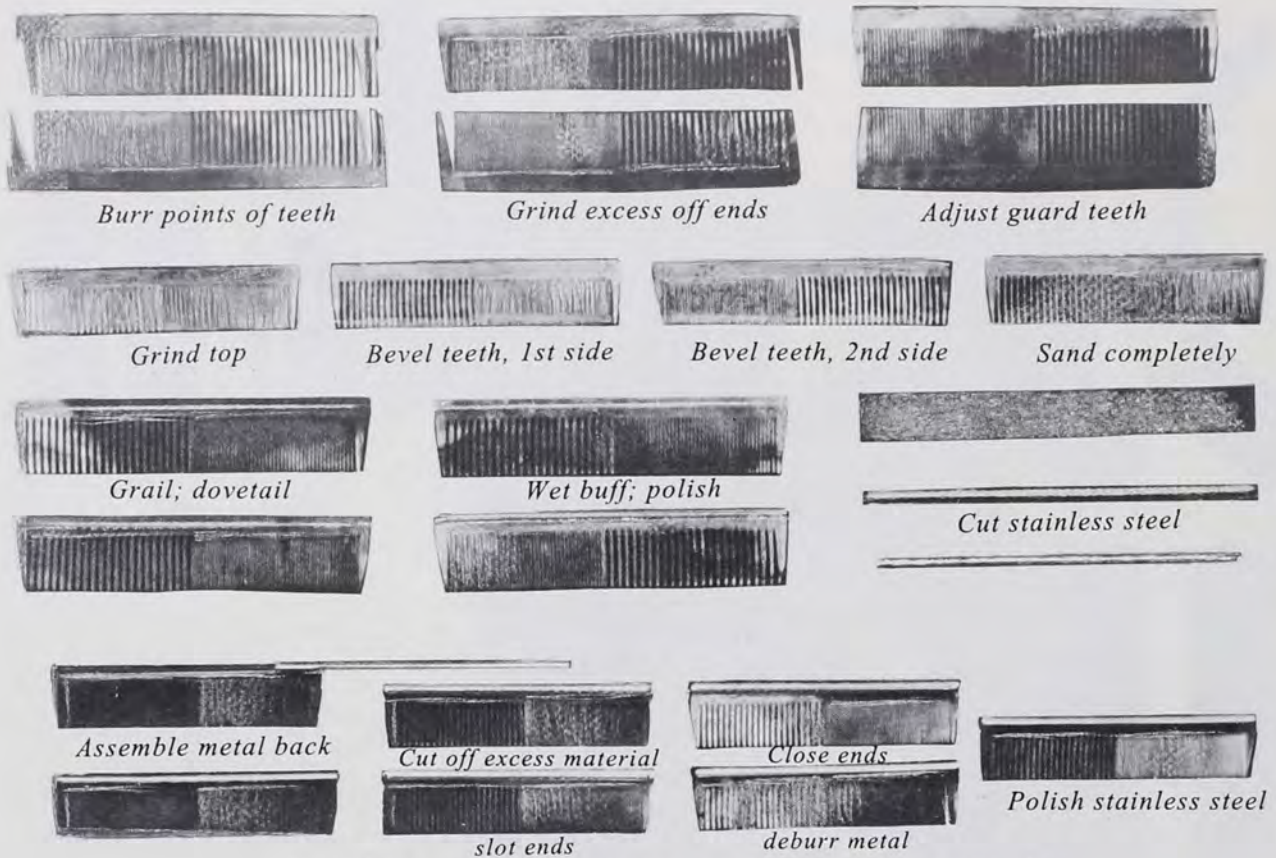 Burr points of teeth
Grind excess off ends
Adjust guard teeth
Grind top
Bevel teeth, 1st side
Bevel teeth, 2nd side
Sand completely
Grail; dovetail
Wet buff; polish
Cut stainless steel
Assemble metal back
Cut off excess material
Close ends
Polish stainless steel
slot ends
deburr metal